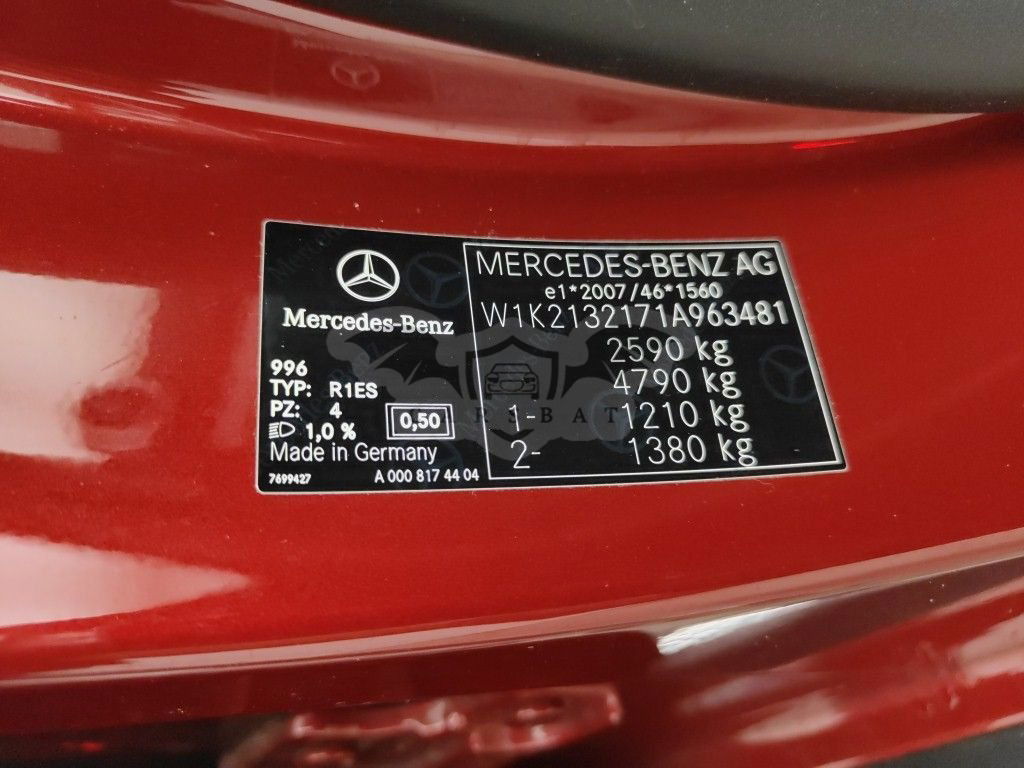 Mercedes-Benz
996
TYP: R1ES
PZ: 4
0,50
1,0 %
Made in Germany
7699427 A 000 817 44 04
MERCEDES-BENZ AG
e1*2007/46*1560
W1K2132171A963481
2590 kg
4790 kg
1- 1210 kg
2- 1380 kg